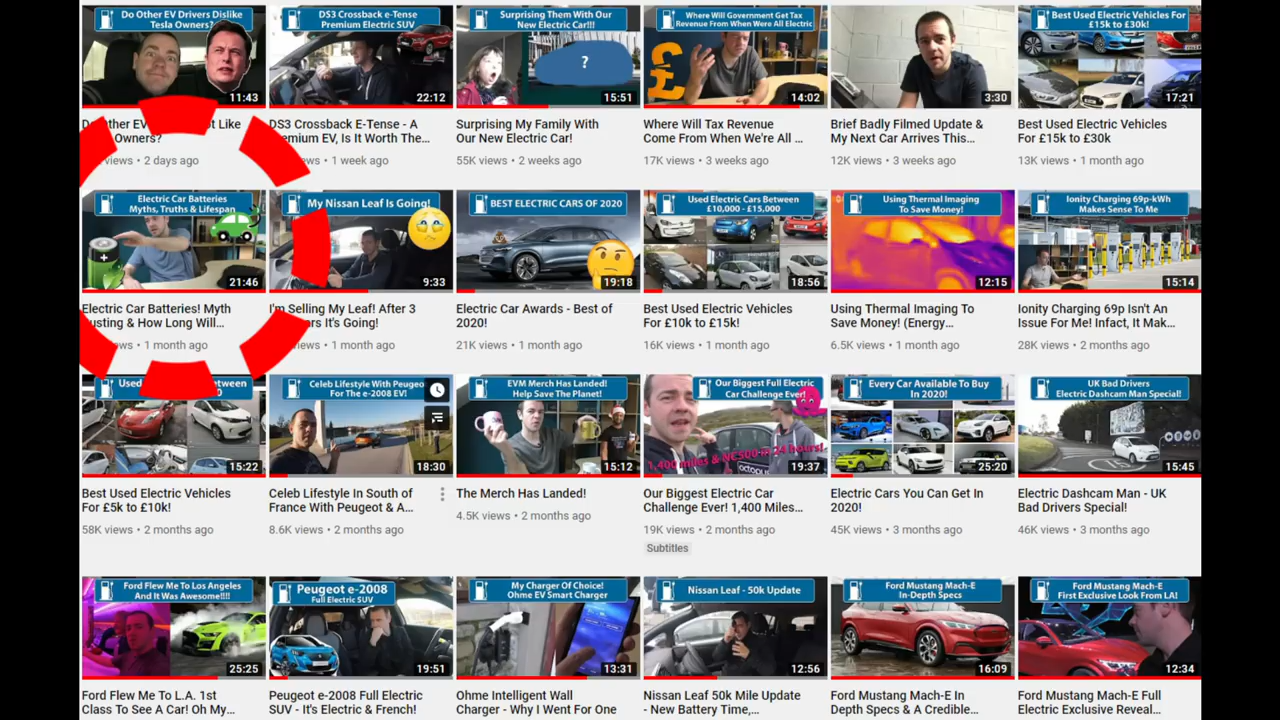 Do Other EV Drivers Dislike
Tesla Owners?
11:43
DS3 Crossback e-Tense
Premium Electric SUV
22:12
Surprising Them With Our
New Electric Car!!!
?
15:51
Where Will Government Get Tax
Revenue From When Were All Electric
£
14:02
3:30
Best Used Electric Vehicles For
£15k to £30k!
17:21
Other EV
t Like
Owners?
views • 2 days ago
DS3 Crossback E-Tense - A
Premium EV, Is It Worth The...
views • 1 week ago
Surprising My Family With
Our New Electric Car!
55K views • 2 weeks ago
Where Will Tax Revenue
Come From When We're All ...
17K views • 3 weeks ago
Brief Badly Filmed Update &
My Next Car Arrives This...
12K views • 3 weeks ago
Best Used Electric Vehicles
For £15k to £30k
13K views • 1 month ago
Electric Car Batteries
Myths, Truths & Lifespan
21:46
My Nissan Leaf Is Going!
9:33
BEST ELECTRIC CARS OF 2020
19:18
Used Electric Cars Between
£10,000 - £15,000
18:56
Using Thermal Imaging
To Save Money!
12:15
Ionity Charging 69p-kWh
Makes Sense To Me
15:14
Electric Car Batteries! Myth
usting & How Long Will...
1 month ago
I'm Selling My Leaf! After 3
It's Going!
views • 1 month ago
Electric Car Awards - Best of
2020!
21K views • 1 month ago
Best Used Electric Vehicles
For £10k to £15k!
16K views • 1 month ago
Using Thermal Imaging To
Save Money! (Energy...
6.5K views • 1 month ago
Ionity Charging 69p Isn't An
Issue For Me! Infact, It Mak...
28K views • 2 months ago
Used
etween
15:22
Celeb Lifestyle With Peugeo
For The e-2008 EV!
18:30
EVM Merch Has Landed!
Help Save The Planet!
15:12
Our Biggest Full Electric
Car Challenge Ever!
1,400 miles & NC500 in 24 hours!
19:37
Every Car Available To Buy
In 2020!
25:20
UK Bad Drivers
Electric Dashcam Man Special!
15:45
Best Used Electric Vehicles
For £5k to £10k!
58K views • 2 months ago
Celeb Lifestyle In South of
France With Peugeot & A...
8.6K views • 2 months ago
The Merch Has Landed!
4.5K views • 2 months ago
Our Biggest Electric Car
Challenge Ever! 1,400 Miles...
19K views • 2 months ago
Subtitles
Electric Cars You Can Get In
2020!
45K views • 3 months ago
Electric Dashcam Man - UK
Bad Drivers Special!
46K views • 3 months ago
Ford Flew Me To Los Angeles
And It Was Awesome!!!!
25:25
Peugeot e-2008
Full Electric SUV
19:51
My Charger Of Choice!
Ohme EV Smart Charger
13:31
Nissan Leaf - 50k Update
12:56
Ford Mustang Mach-E
In-Depth Specs
16:09
Ford Mustang Mach-E
First Exclusive Look From LA!
12:34
Ford Flew Me To L.A. 1st
Class To See A Car! Oh My...
Peugeot e-2008 Full Electric
SUV - It's Electric & French!
Ohme Intelligent Wall
Charger - Why I Went For One
Nissan Leaf 50k Mile Update
- New Battery Time,...
Ford Mustang Mach-E In
Depth Specs & A Credible...
Ford Mustang Mach-E Full
Electric Exclusive Reveal...